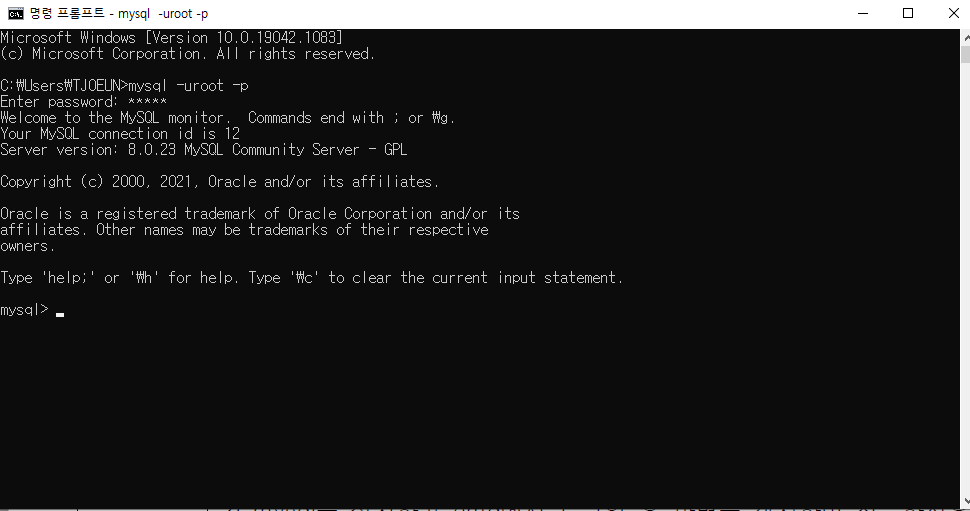 명령 프롬프트 - mysql -uroot -p
Microsoft Windows [Version 10.0.19042.1083]
(c) Microsoft Corporation. All rights reserved.
C:₩Users₩TJOEUN>mysql -uroot -p
Enter password: *****
Welcome to the MySQL monitor.  Commands end with ; or ₩g.
Your MySQL connection id is 12
Server version: 8.0.23 MySQL Community Server - GPL
Copyright (c) 2000, 2021, Oracle and/or its affiliates.
Oracle is a registered trademark of Oracle Corporation and/or its
affiliates. Other names may be trademarks of their respective
owners.
Type 'help;' or '₩h' for help. Type '₩c' to clear the current input statement.
mysql>